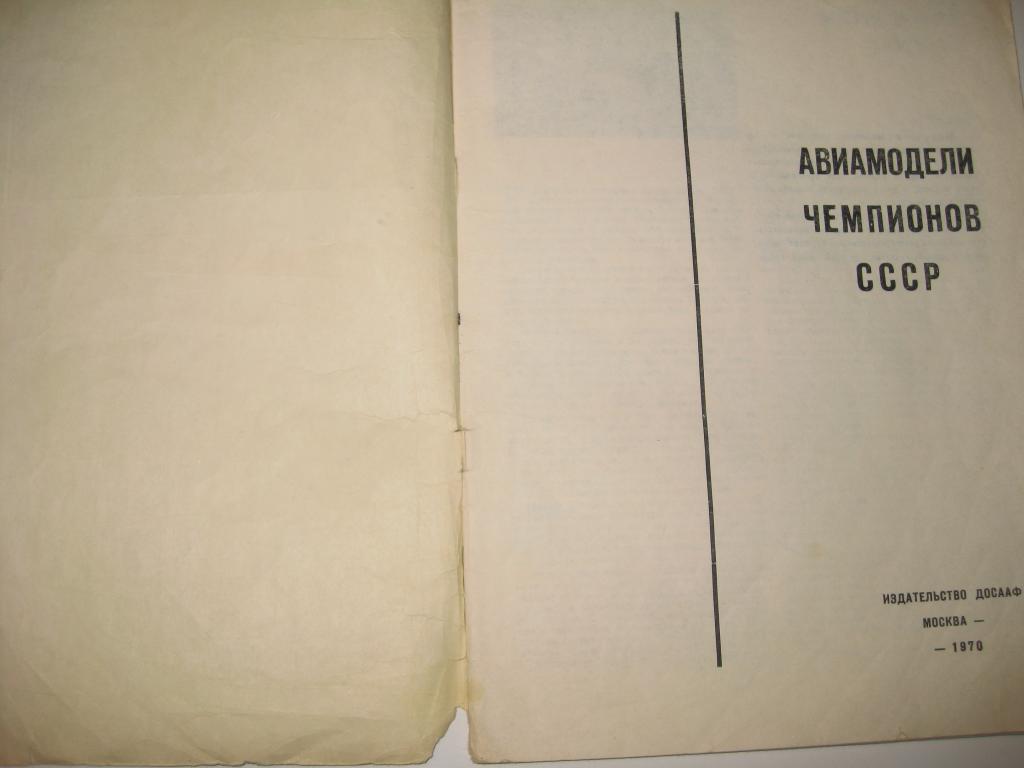 АВИАМОДЕЛИ
ЧЕМПИОНОВ
СССР
ИЗДАТЕЛЬСТВО ДОСААФ
МОСКВА —
— 1970